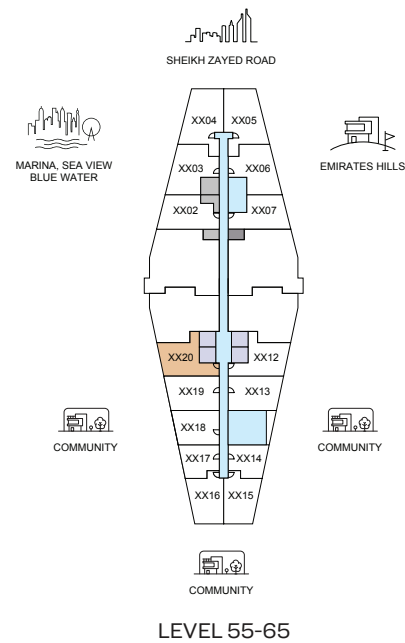 SHEIKH ZAYED ROAD
MARINA, SEA VIEW
BLUE WATER
EMIRATES HILLS
XX04 XX05
XX03 XX06
XX02 XX07
XX20 XX12
XX19 XX13
XX18
XX17 XX14
XX16 XX15
COMMUNITY
COMMUNITY
COMMUNITY
LEVEL 55-65